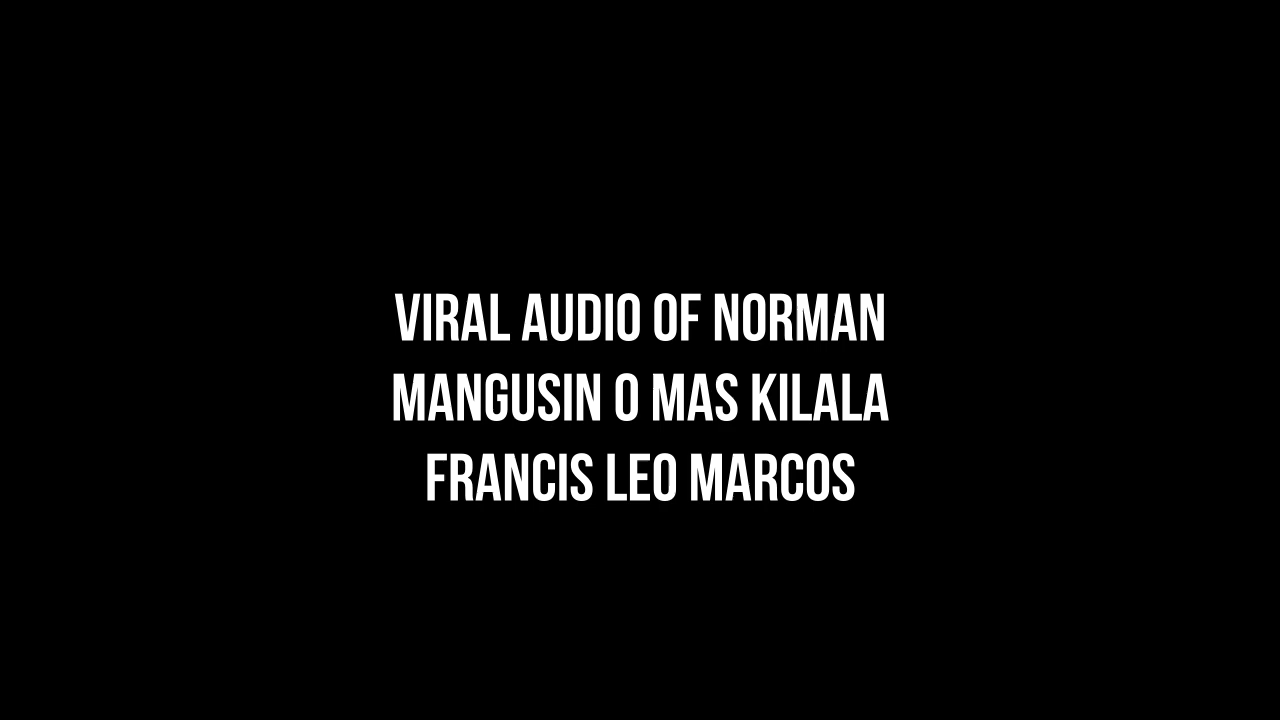 VIRAL AUDIO OF NORMAN
MANGUSIN O MAS KILALA
FRANCIS LEO MARCOS